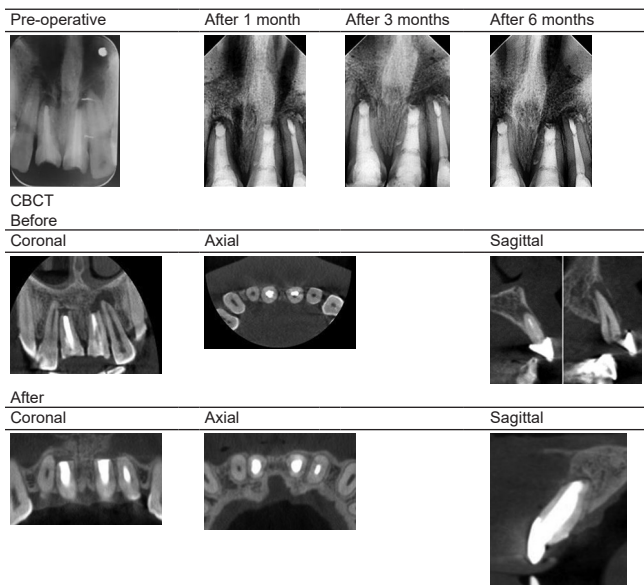 Pre-operative After 1 month After 3 months After 6 months
CBCT
Before
Coronal Axial Sagittal
After
Coronal Axial Sagittal